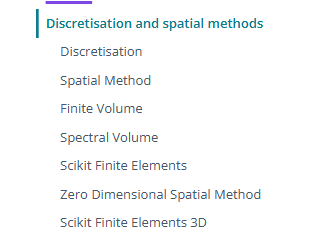 Discretisation and spatial methods
Discretisation
Spatial Method
Finite Volume
Spectral Volume
Scikit Finite Elements
Zero Dimensional Spatial Method
Scikit Finite Elements 3D